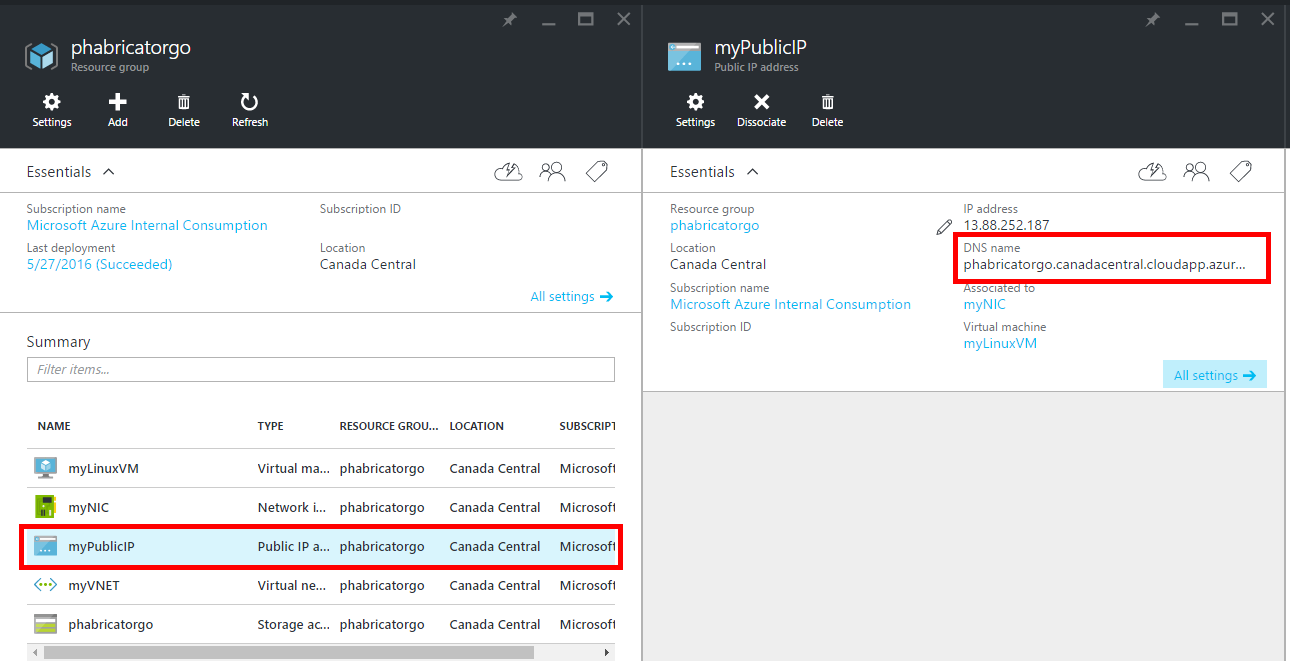 phabricatorgo
Resource group
Settings
Add
Delete
Refresh
Essentials
Subscription name
Subscription ID
Microsoft Azure Internal Consumption
Last deployment
Location
5/27/2016 (Succeeded)
Canada Central
All settings
Summary
Filter items...
NAME TYPE RESOURCE GROU... LOCATION SUBSCRIPT
myLinuxVM Virtual ma... phabricatorgo Canada Central Microsoft
myNIC Network i... phabricatorgo Canada Central Microsoft
myPublicIP Public IP a... phabricatorgo Canada Central Microsoft
myVNET Virtual ne... phabricatorgo Canada Central Microsoft
phabricatorgo Storage ac... phabricatorgo Canada Central Microsoft
myPublicIP
Public IP address
Settings
Dissociate
Delete
Essentials
Resource group
IP address
phabricatorgo
13.88.252.187
Location
DNS name
Canada Central
phabricatorgo.canadacentral.cloudapp.azur...
Subscription name
Associated to
Microsoft Azure Internal Consumption
myNIC
Subscription ID
Virtual machine
myLinuxVM
All settings